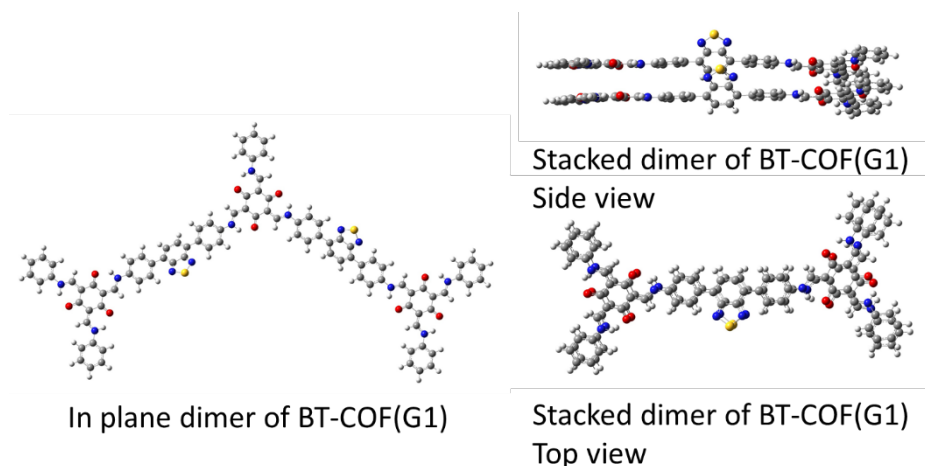 Stacked dimer of BT-COF(G1)
Side view
In plane dimer of BT-COF(G1)
Stacked dimer of BT-COF(G1)
Top view